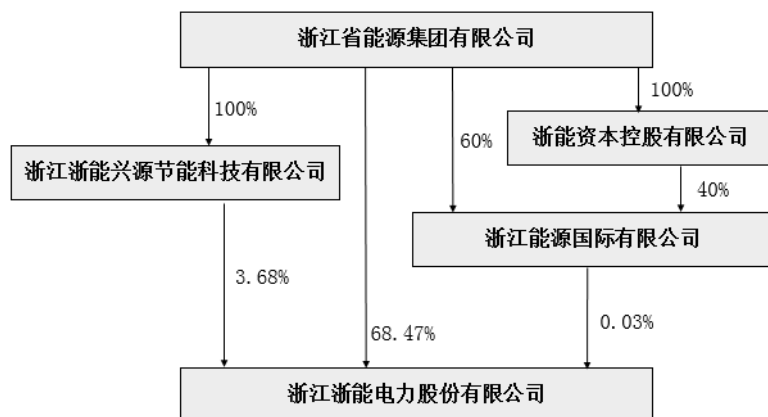 浙江省能源集团有限公司
100%
100%
60%
浙能资本控股有限公司
浙江浙能兴源节能科技有限公司
40%
浙江能源国际有限公司
3.68%
68.47%
0.03%
浙江浙能电力股份有限公司